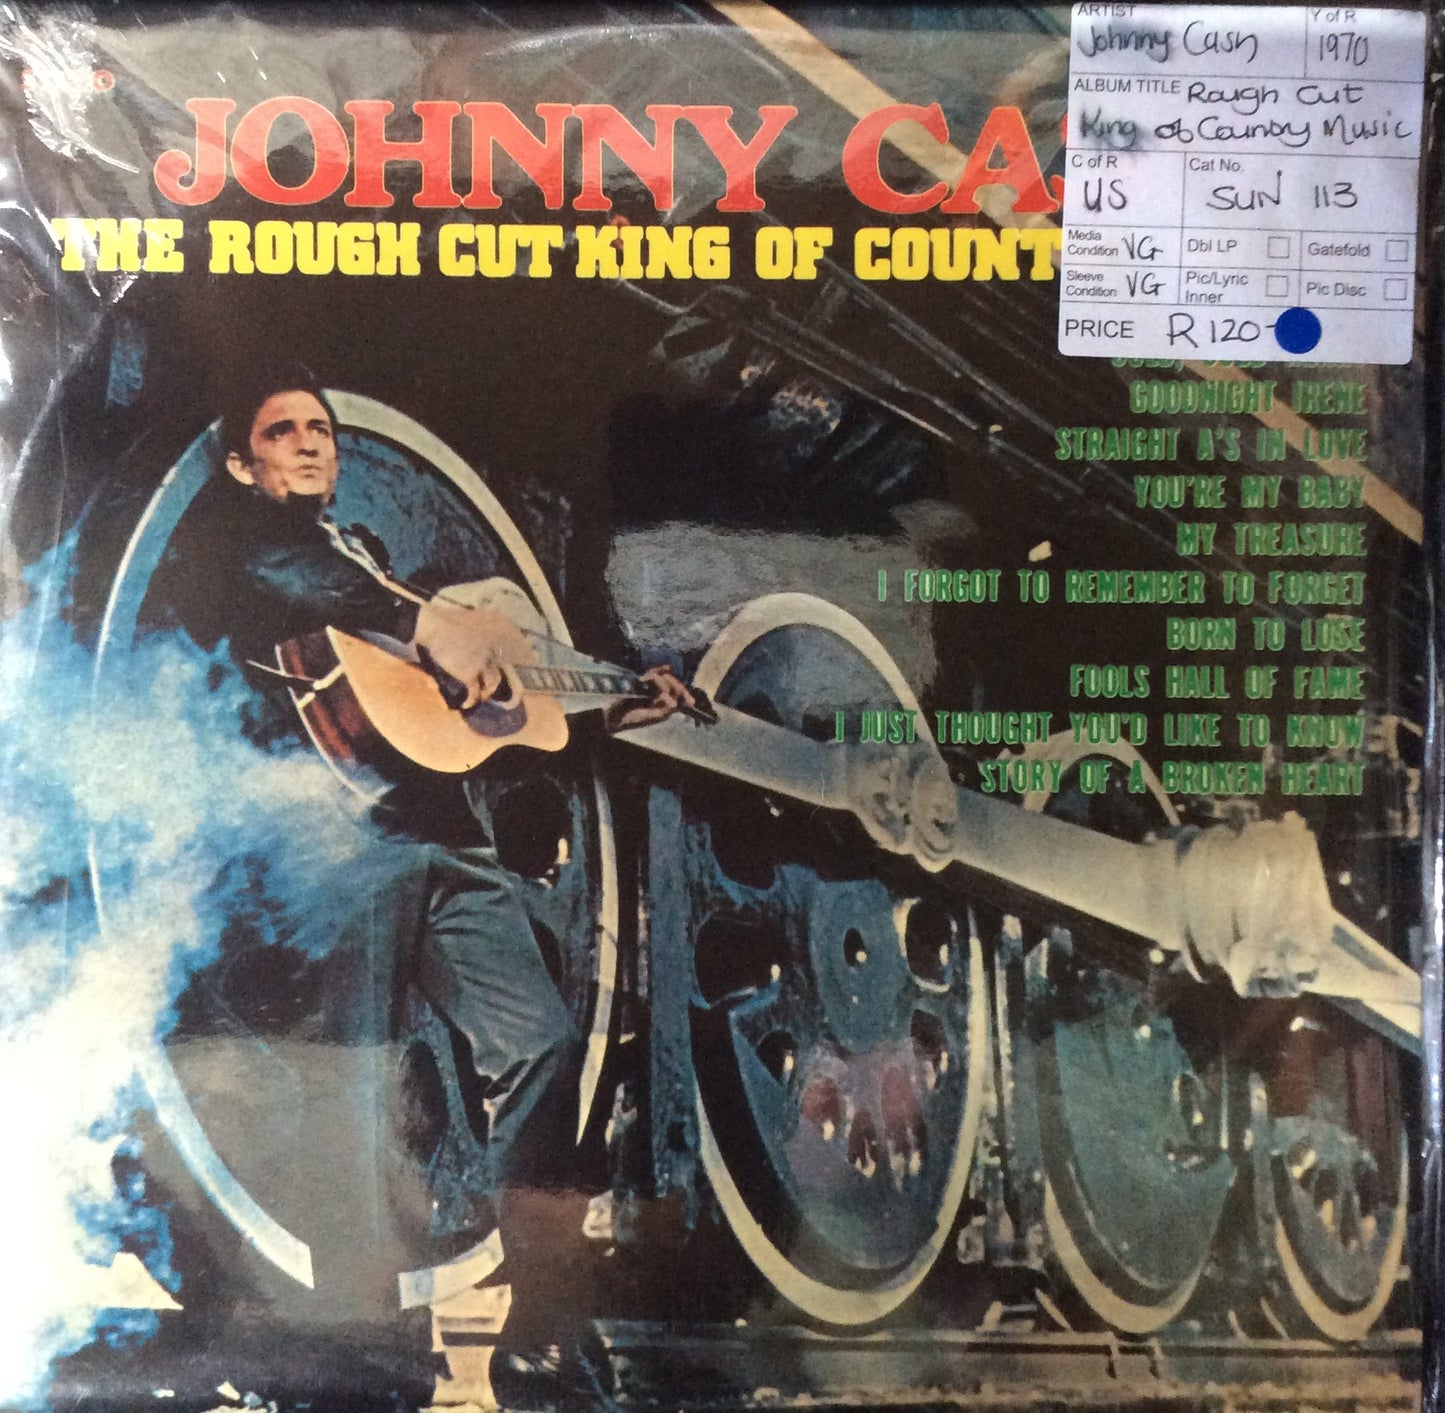 JOHNNY CAS
THE ROUGH CUT KING OF COUNT
ARTIST
Johnny Cash
Y of R
1970
ALBUM TITLE Rough Cut
King of Country Music
C of R
US
Cat No.
SUN 113
Media
Condition VG
Dbl LP
Gatefold
Sleeve
Condition VG
Pic/Lyric
Inner
Pic Disc
PRICE R120-
GOODNIGHT IRENE
STRAIGHT A'S IN LOVE
YOU'RE MY BABY
MY TREASURE
I FORGOT TO REMEMBER TO FORGET
BORN TO LOSE
FOOLS HALL OF FAME
I JUST THOUGHT YOU'D LIKE TO KNOW
STORY OF A BROKEN HEART